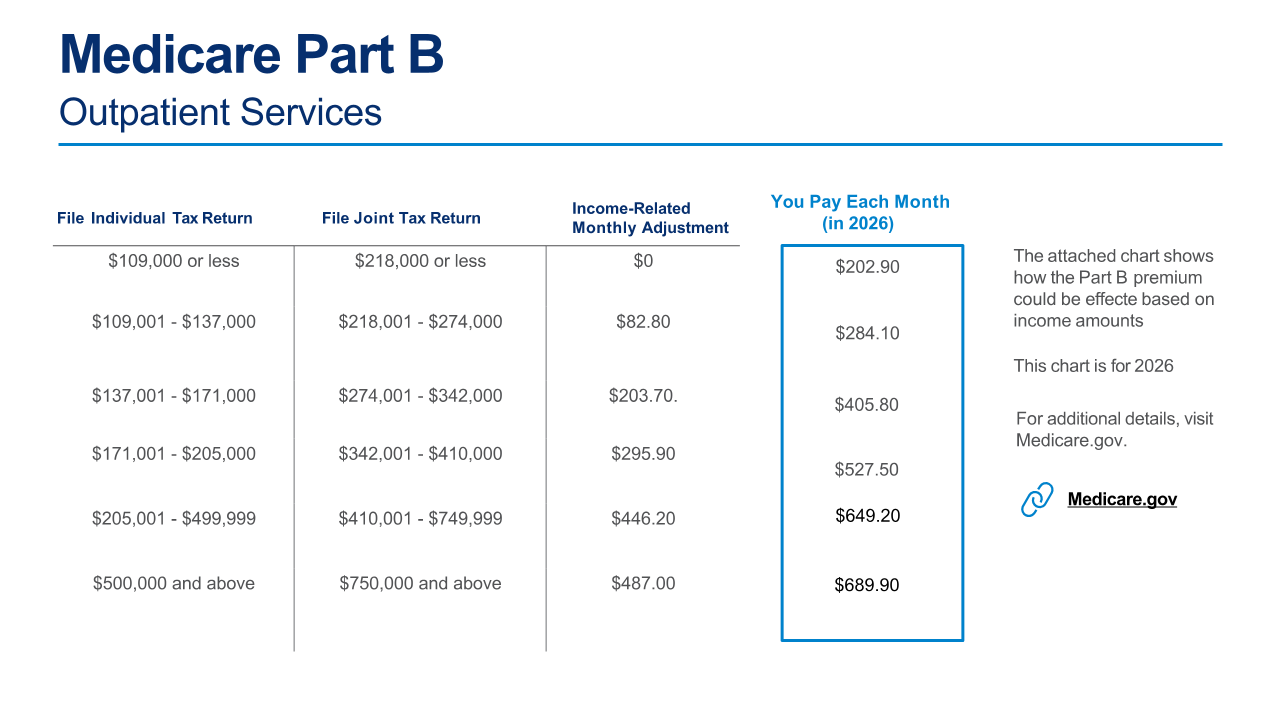 Medicare Part B
Outpatient Services
File Individual Tax Return
File Joint Tax Return
Income-Related
Monthly Adjustment
You Pay Each Month
(in 2026)
$109,000 or less
$218,000 or less
$0
$202.90
$109,001 - $137,000
$218,001 - $274,000
$82.80
$284.10
$137,001 - $171,000
$274,001 - $342,000
$203.70.
$405.80
$171,001 - $205,000
$342,001 - $410,000
$295.90
$527.50
$205,001 - $499,999
$410,001 - $749,999
$446.20
$649.20
$500,000 and above
$750,000 and above
$487.00
$689.90
The attached chart shows
how the Part B premium
could be effecte based on
income amounts
This chart is for 2026
For additional details, visit
Medicare.gov.
Medicare.gov